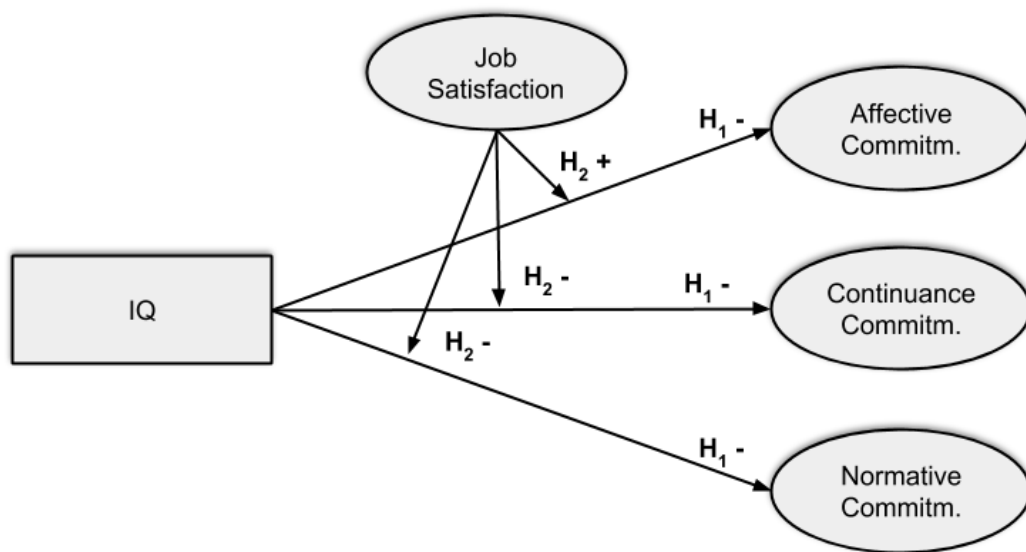 Job
Satisfaction
H₁ -
Affective
Commitm.
H₂ +
IQ
H₂ -
H₁ -
Continuance
Commitm.
H₂ -
H₁ -
Normative
Commitm.